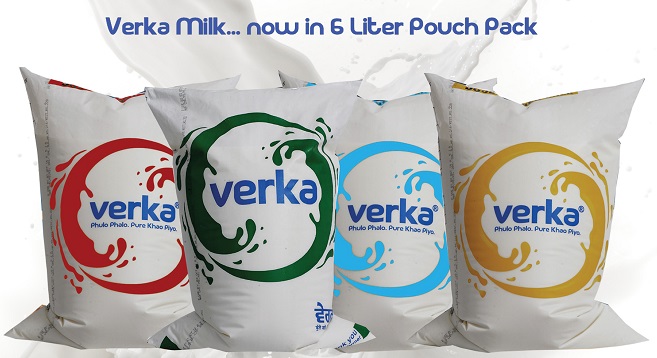 Verka Milk... now in 6 Liter Pouch Pack
verka®
Phulo Phalo. Pure Khao Piyo.
verka
verka®
Phulo Phalo. Pure Khao Piyo.
verka®
Phulo Phalo. Pure Khao Piyo.